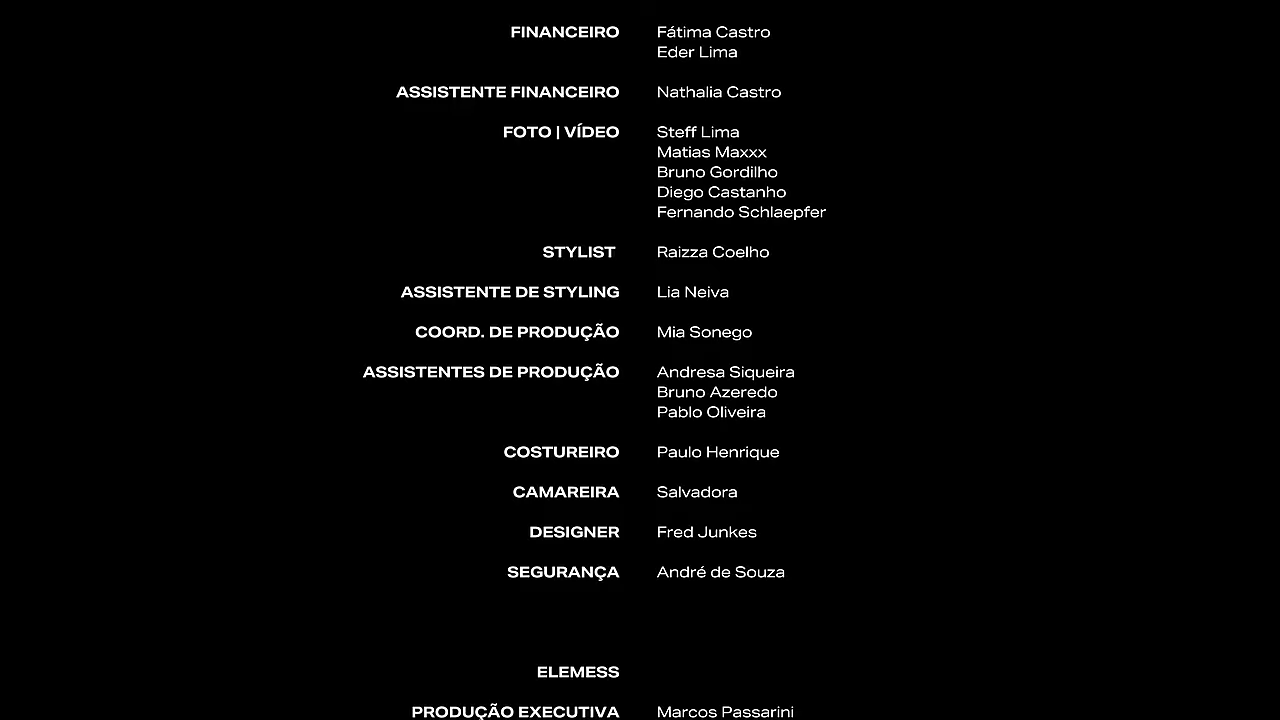 FINANCEIRO Fátima Castro
Eder Lima
ASSISTENTE FINANCEIRO Nathalia Castro
FOTO | VÍDEO Steff Lima
Matias Maxxx
Bruno Gordilho
Diego Castanho
Fernando Schlaepfer
STYLIST Raizza Coelho
ASSISTENTE DE STYLING Lia Neiva
COORD. DE PRODUÇÃO Mia Sonego
ASSISTENTES DE PRODUÇÃO Andresa Siqueira
Bruno Azeredo
Pablo Oliveira
COSTUREIRO Paulo Henrique
CAMAREIRA Salvadora
DESIGNER Fred Junkes
SEGURANÇA André de Souza
ELEMESS
PRODUÇÃO EXECUTIVA Marcos Passarini